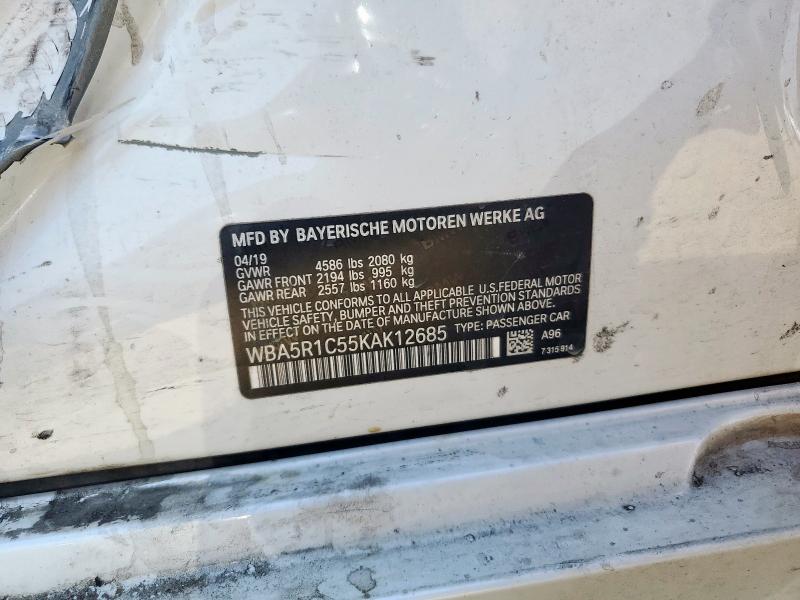 MFD BY BAYERISCHE MOTOREN WERKE AG
04/19
GVWR 4586 lbs 2080 kg
GAWR FRONT 2194 lbs 995 kg
GAWR REAR 2557 lbs 1160 kg
THIS VEHICLE CONFORMS TO ALL APPLICABLE U.S.FEDERAL MOTOR
VEHICLE SAFETY, BUMPER AND THEFT PREVENTION STANDARDS
IN EFFECT ON THE DATE OF MANUFACTURE SHOWN ABOVE.
WBA5R1C55KAK12685 TYPE: PASSENGER CAR
A96
7 315 914